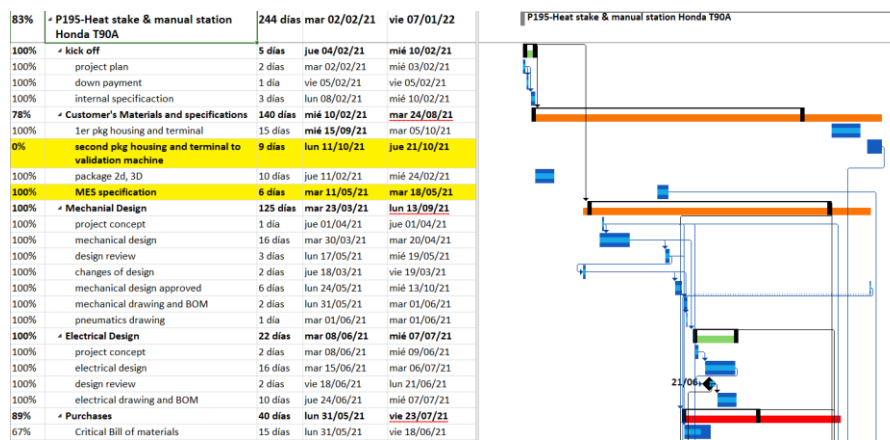 83% P195-Heat stake & manual station Honda T90A 244 días mar 02/02/21 vie 07/01/22 P195-Heat stake & manual station Honda T90A
100% kick off 5 días jue 04/02/21 mié 10/02/21
100% project plan 2 días mar 02/02/21 mié 03/02/21
100% down payment 1 día vie 05/02/21 vie 05/02/21
100% internal specificaction 3 días lun 08/02/21 mié 10/02/21
78% Customer's Materials and specifications 140 días mié 10/02/21 mar 24/08/21
100% 1er pkg housing and terminal 15 días mié 15/09/21 mar 05/10/21
0% second pkg housing and terminal to validation machine 9 días lun 11/10/21 jue 21/10/21
100% package 2d, 3D 10 días jue 11/02/21 mié 24/02/21
100% MES specification 6 días mar 11/05/21 mar 18/05/21
100% Mechanial Design 125 días mar 23/03/21 lun 13/09/21
100% project concept 1 día jue 01/04/21 jue 01/04/21
100% mechanical design 16 días mar 30/03/21 mar 20/04/21
100% design review 3 días lun 17/05/21 mié 19/05/21
100% changes of design 2 días jue 18/03/21 vie 19/03/21
100% mechanical design approved 6 días lun 24/05/21 mié 13/10/21
100% mechanical drawing and BOM 2 días lun 31/05/21 mar 01/06/21
100% pneumatics drawing 1 día mar 01/06/21 mar 01/06/21
100% Electrical Design 22 días mar 08/06/21 mié 07/07/21
100% project concept 2 días mar 08/06/21 mié 09/06/21
100% electrical design 16 días mar 15/06/21 mar 06/07/21
100% design review 2 días vie 18/06/21 lun 21/06/21 21/06
100% electrical drawing and BOM 10 días jue 24/06/21 mié 07/07/21
89% Purchases 40 días lun 31/05/21 vie 23/07/21
67% Critical Bill of materials 15 días lun 31/05/21 vie 18/06/21